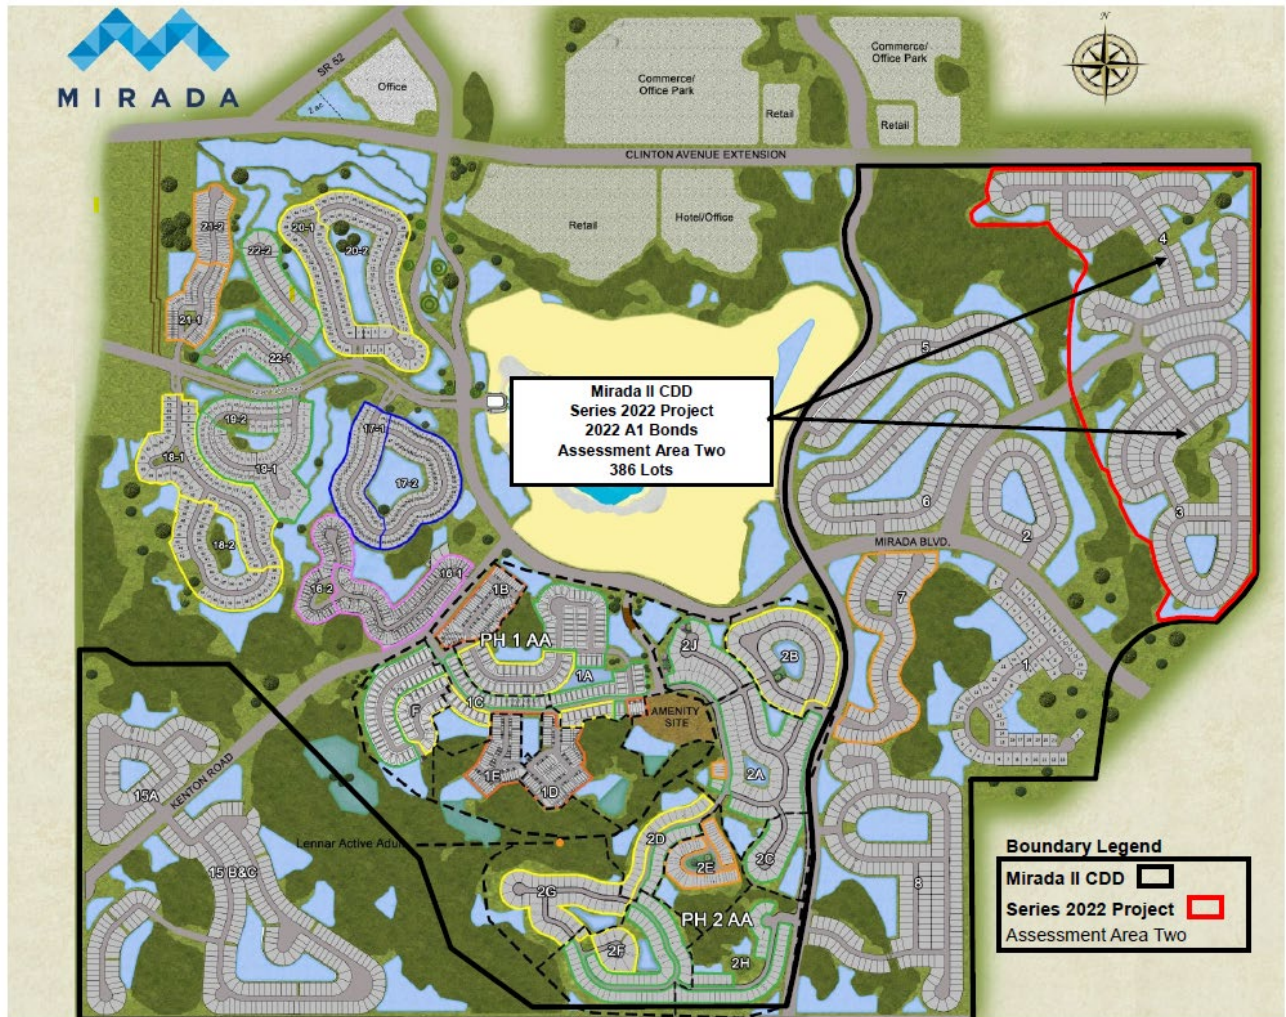 MIRADA
SR 52
2 ac.
Office
Commerce/
Office Park
Retail
Commerce/
Office Park
Retail
N
CLINTON AVENUE EXTENSION
Retail
Hotel/Office
21-2
20-1
20-2
22-2
21-1
22-1
4
5
Mirada II CDD
Series 2022 Project
2022 A1 Bonds
Assessment Area Two
386 Lots
19-2
17-1
18-1
19-1
17-2
6
3
2
18-2
MIRADA BLVD.
16-1
16-2
1B
7
PH 1 AA
2J
2B
1
1A
1C
F
AMENITY
SITE
1E
1D
2A
15A
KENTON ROAD
Lennar Active Adul
2D
2C
2E
15 B&C
8
2G
PH 2 AA
2F
2H
Boundary Legend
Mirada II CDD
Series 2022 Project
Assessment Area Two